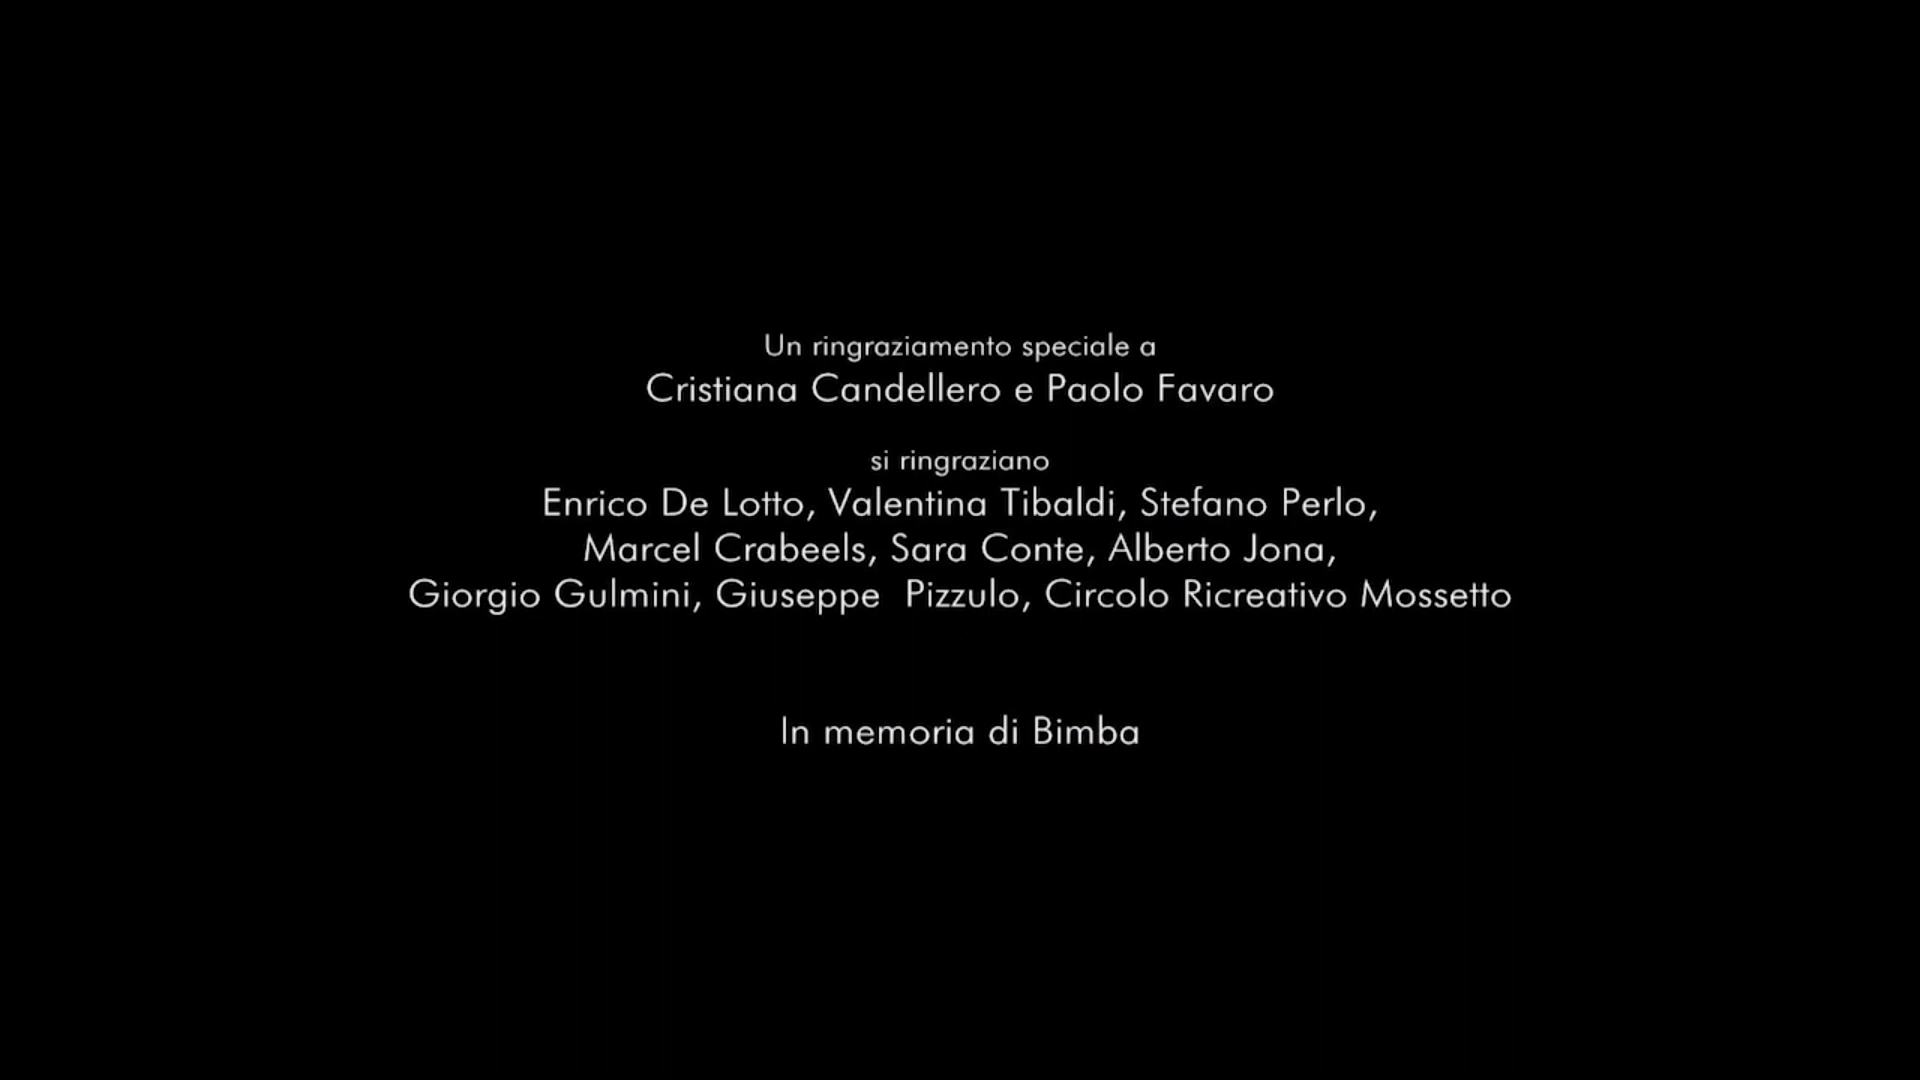 Un ringraziamento speciale a
Cristiana Candellero e Paolo Favaro
si ringraziano
Enrico De Lotto, Valentina Tibaldi, Stefano Perlo,
Marcel Crabeels, Sara Conte, Alberto Jona,
Giorgio Gulmini, Giuseppe  Pizzulo, Circolo Ricreativo Mossetto
In memoria di Bimba